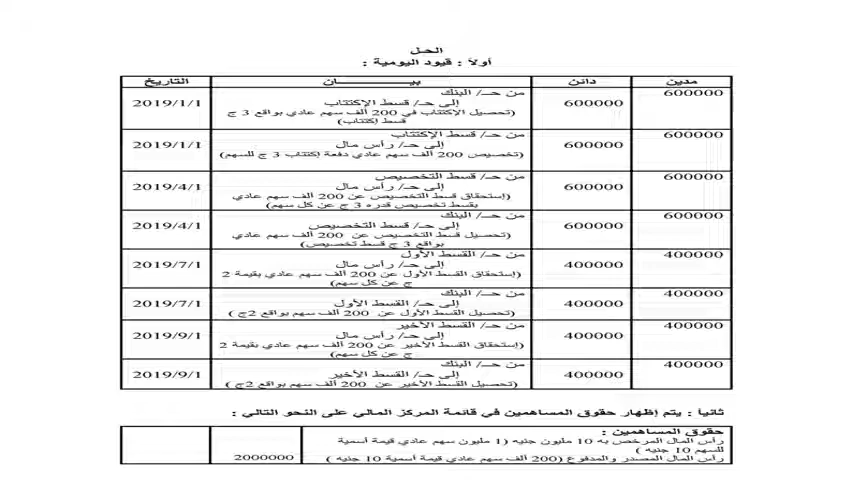 الحل
أولاً : قيود اليومية :
مدين دائن بيـــــــان التاريخ
600000 من حـ/ البنك
600000 إلى حـ/ قسط الإكتتاب 2019/1/1
(تحصيل الإكتتاب في 200 ألف سهم عادي بواقع 3 ج
قسط إكتتاب)
600000 من حـ/ قسط الإكتتاب
600000 إلى حـ/ رأس مال 2019/1/1
(تخصيص 200 ألف سهم عادي دفعة إكتتاب 3 ج للسهم)
600000 من حـ/ قسط التخصيص
600000 إلى حـ/ رأس مال 2019/4/1
(إستحقاق قسط التخصيص عن 200 ألف سهم عادي
بقسط تخصيص قدره 3 ج عن كل سهم)
600000 من حـ/ البنك
600000 إلى حـ/ قسط التخصيص 2019/4/1
(تحصيل قسط التخصيص عن 200 ألف سهم عادي
بواقع 3 ج قسط تخصيص)
400000 من حـ/ القسط الأول
400000 إلى حـ/ رأس مال 2019/7/1
(إستحقاق القسط الأول عن 200 ألف سهم عادي بقيمة 2
ج عن كل سهم)
400000 من حـ/ البنك
400000 إلى حـ/ القسط الأول 2019/7/1
(تحصيل القسط الأول عن 200 ألف سهم بواقع 2ج )
400000 من حـ/ القسط الأخير
400000 إلى حـ/ رأس مال 2019/9/1
(إستحقاق القسط الأخير عن 200 ألف سهم عادي بقيمة 2
ج عن كل سهم)
400000 من حـ/ البنك
400000 إلى حـ/ القسط الأخير 2019/9/1
(تحصيل القسط الأخير عن 200 ألف سهم بواقع 2ج )
ثانياً : يتم إظهار حقوق المساهمين في قائمة المركز المالي على النحو التالي :
حقوق المساهمين :
رأس المال المرخص به 10 مليون جنيه (1 مليون سهم عادي قيمة أسمية
للسهم 10 جنيه )
رأس المال المصدر والمدفوع (200 ألف سهم عادي قيمة أسمية 10 جنيه ) 2000000